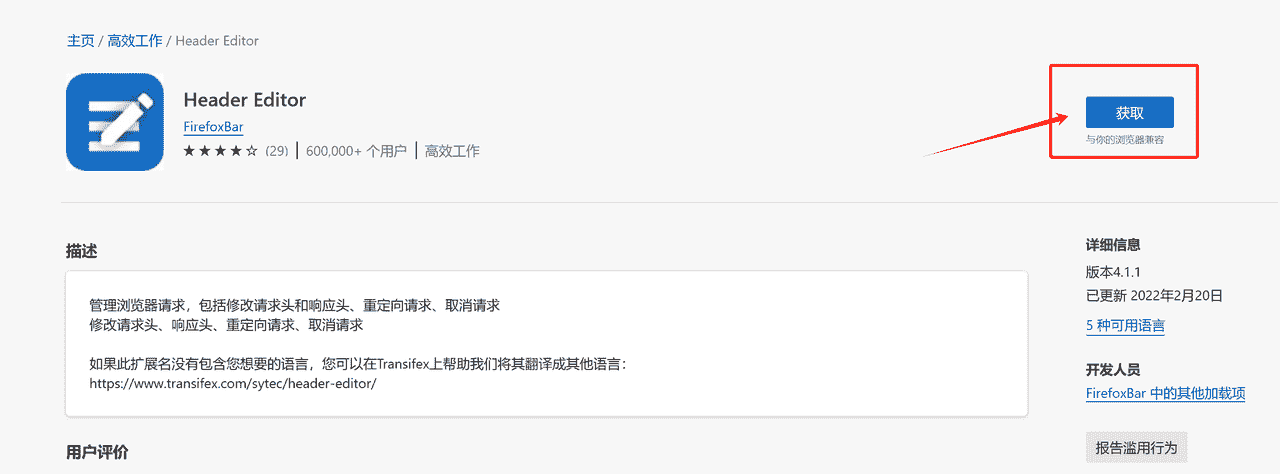 主页 / 高效工作 / Header Editor
Header Editor
FirefoxBar
★★★★☆ (29) | 600,000+ 个用户 | 高效工作
获取
与你的浏览器兼容
描述
管理浏览器请求，包括修改请求头和响应头、重定向请求、取消请求
修改请求头、响应头、重定向请求、取消请求
如果此扩展名没有包含您想要的语言，您可以在Transifex上帮助我们将其翻译成其他语言：
https://www.transifex.com/sytec/header-editor/
用户评价
详细信息
版本4.1.1
已更新 2022年2月20日
5 种可用语言
开发人员
FirefoxBar 中的其他加载项
报告滥用行为